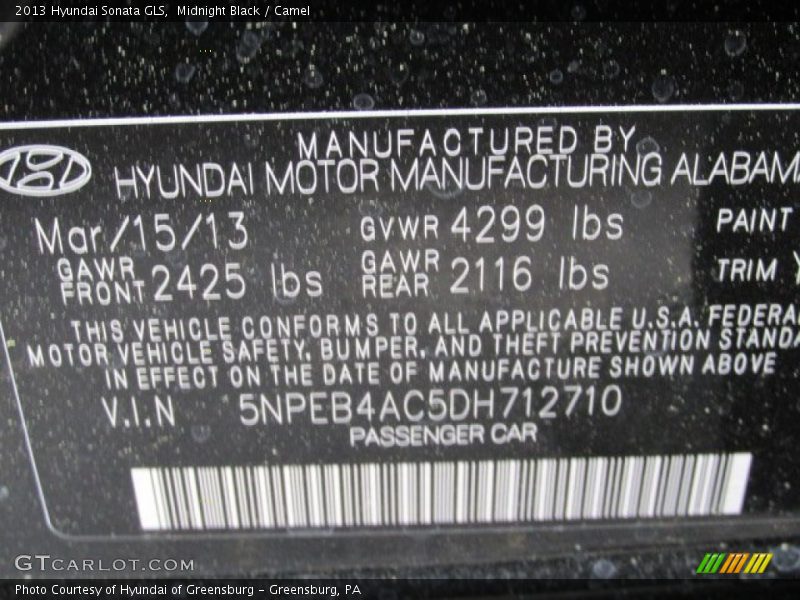 2013 Hyundai Sonata GLS, Midnight Black / Camel
MANUFACTURED BY
HYUNDAI MOTOR MANUFACTURING ALABAMA
Mar/15/13 GVWR 4299 lbs PAINT
GAWR FRONT 2425 lbs GAWR REAR 2116 lbs TRIM
THIS VEHICLE CONFORMS TO ALL APPLICABLE U.S.A. FEDERAL
MOTOR VEHICLE SAFETY, BUMPER, AND THEFT PREVENTION STANDA
IN EFFECT ON THE DATE OF MANUFACTURE SHOWN ABOVE
V.I.N 5NPEB4AC5DH712710
PASSENGER CAR
GTCARLOT.COM
Photo Courtesy of Hyundai of Greensburg - Greensburg, PA